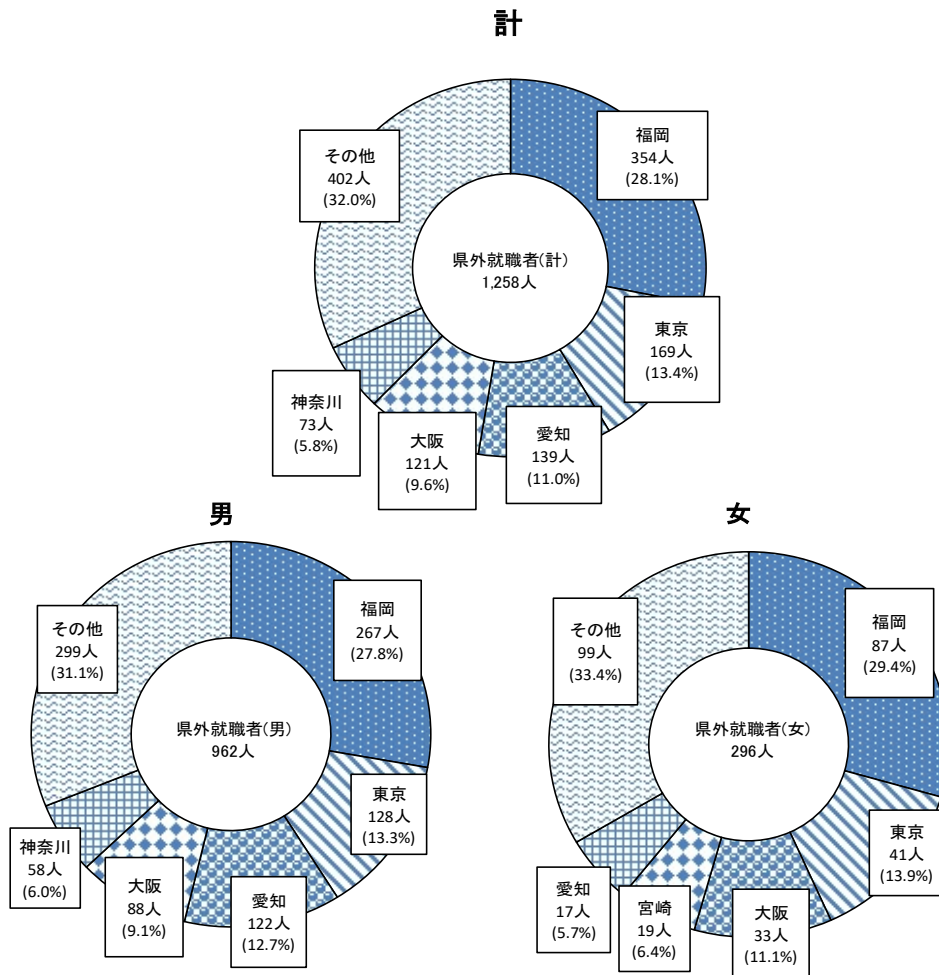 計
福岡
354人
(28.1%)
東京
169人
(13.4%)
愛知
139人
(11.0%)
大阪
121人
(9.6%)
神奈川
73人
(5.8%)
その他
402人
(32.0%)
県外就職者(計)
1,258人
男
福岡
267人
(27.8%)
東京
128人
(13.3%)
愛知
122人
(12.7%)
大阪
88人
(9.1%)
神奈川
58人
(6.0%)
その他
299人
(31.1%)
県外就職者(男)
962人
女
福岡
87人
(29.4%)
東京
41人
(13.9%)
大阪
33人
(11.1%)
宮崎
19人
(6.4%)
愛知
17人
(5.7%)
その他
99人
(33.4%)
県外就職者(女)
296人